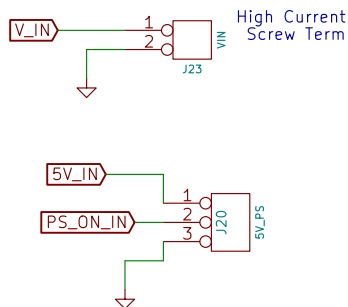 High Current
Screw Term
V_IN
1
2
VIN
J23
5V_IN
PS_ON_IN
1
2
3
J20
5V_PS